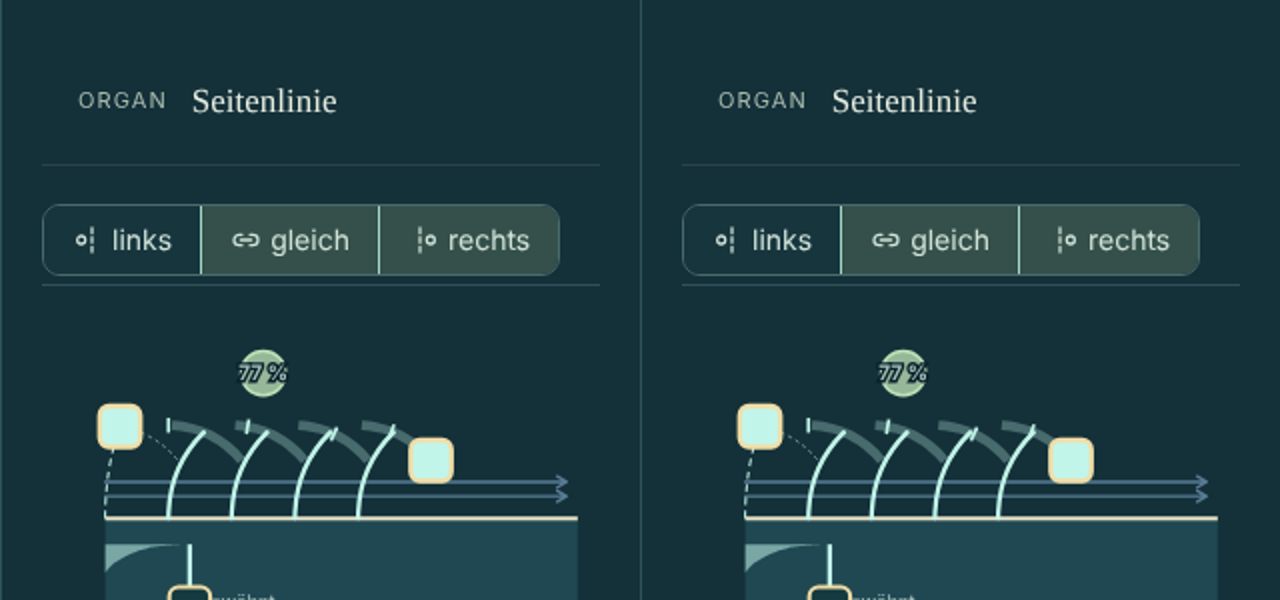 ORGAN Seitenlinie ORGAN Seitenlinie
links gleich rechts links gleich rechts
77% 77%